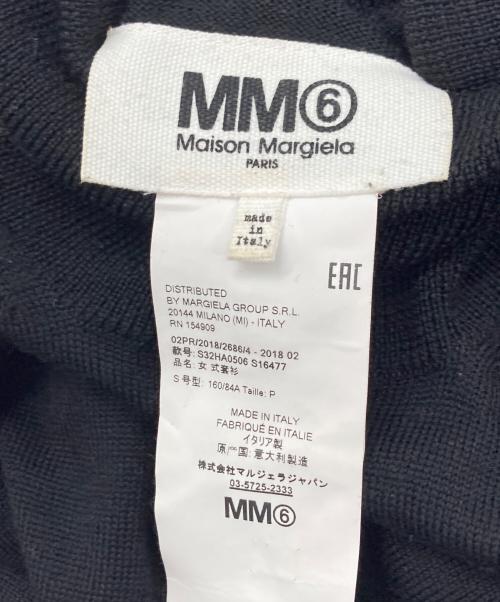 MM⑥
Maison Margiela
PARIS
made
in
Italy
EAC
DISTRIBUTED
BY MARGIELA GROUP S.R.L.
20144 MILANO (MI) - ITALY
RN 154909
02PR/2018/2686/4 - 2018 02
款号: S32HA0506 S16477
品名: 女 式套衫
S 号型: 160/84A Taille: P
MADE IN ITALY
FABRIQUÉ EN ITALIE
イタリア製
原/一国: 意大利製造
株式会社マルジェラジャパン
03-5725-2333
MM⑥